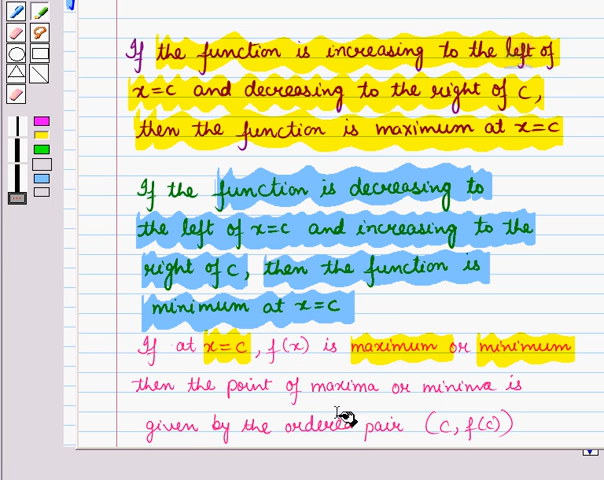 If the function is increasing to the left of
x=c and decreasing to the right of c,
then the function is maximum at x=c
If the function is decreasing to
the left of x=c and increasing to the
right of c, then the function is
minimum at x=c
If at x=c, f(x) is maximum or minimum
then the point of maxima or minima is
given by the ordered pair (c, f(c))